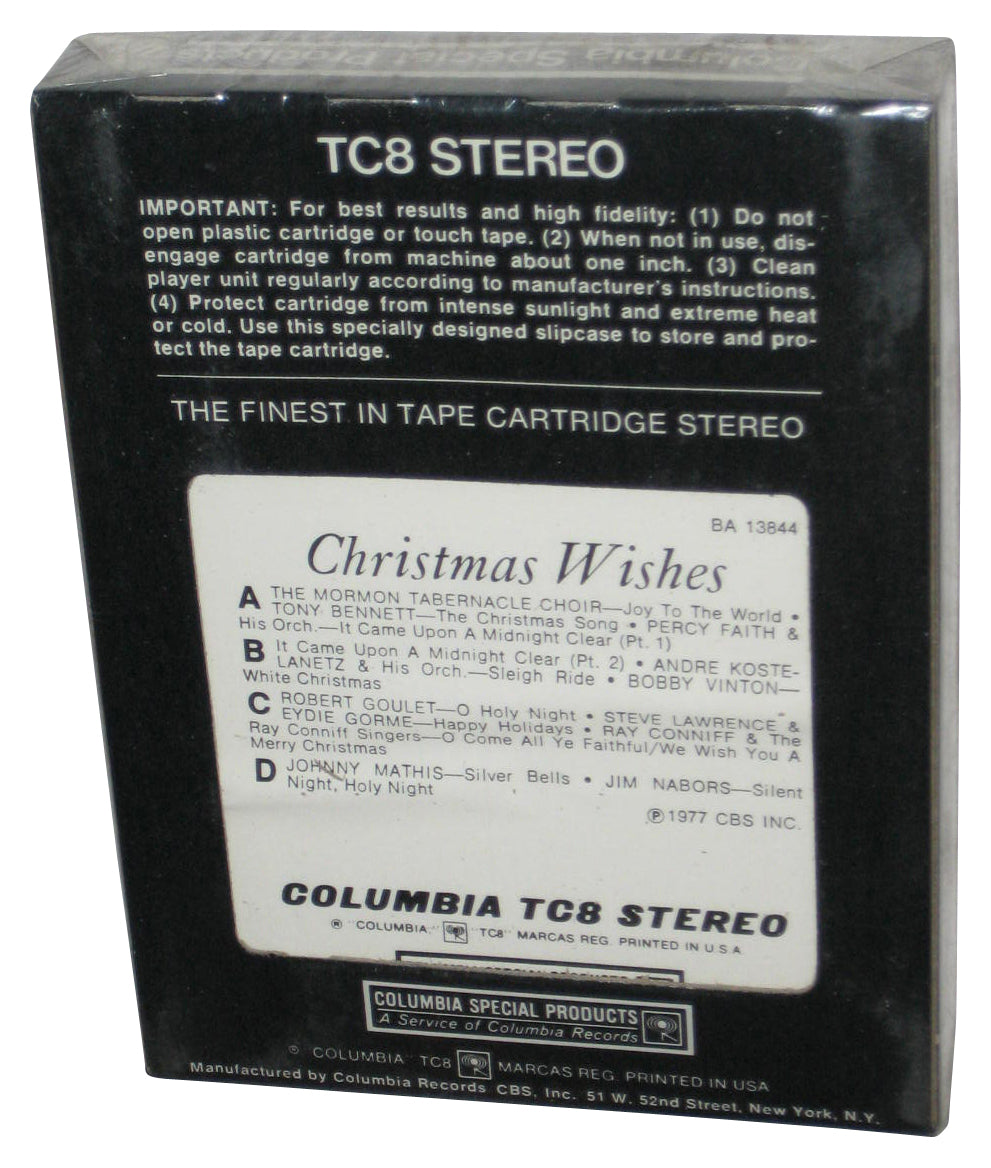 Columbia Special Products
TC8 STEREO
IMPORTANT: For best results and high fidelity: (1) Do not
open plastic cartridge or touch tape. (2) When not in use, dis-
engage cartridge from machine about one inch. (3) Clean
player unit regularly according to manufacturer's instructions.
(4) Protect cartridge from intense sunlight and extreme heat
or cold. Use this specially designed slipcase to store and pro-
tect the tape cartridge.
THE FINEST IN TAPE CARTRIDGE STEREO
BA 13844
Christmas Wishes
A THE MORMON TABERNACLE CHOIR—Joy To The World •
TONY BENNETT—The Christmas Song • PERCY FAITH &
His Orch.—It Came Upon A Midnight Clear (Pt. 1)
B It Came Upon A Midnight Clear (Pt. 2) • ANDRE KOSTE-
LANETZ & His Orch.—Sleigh Ride • BOBBY VINTON—
White Christmas
C ROBERT GOULET—O Holy Night • STEVE LAWRENCE &
EYDIE GORME—Happy Holidays • RAY CONNIFF & The
Ray Conniff Singers—O Come All Ye Faithful/We Wish You A
Merry Christmas
D JOHNNY MATHIS—Silver Bells • JIM NABORS—Silent
Night, Holy Night
℗ 1977 CBS INC.
COLUMBIA TC8 STEREO
® "COLUMBIA," "TC8" MARCAS REG. PRINTED IN U S A
COLUMBIA SPECIAL PRODUCTS
A Service of Columbia Records
® COLUMBIA" TC8 MARCAS REG. PRINTED IN USA
Manufactured by Columbia Records CBS, Inc. 51 W. 52nd Street, New York, N.Y.